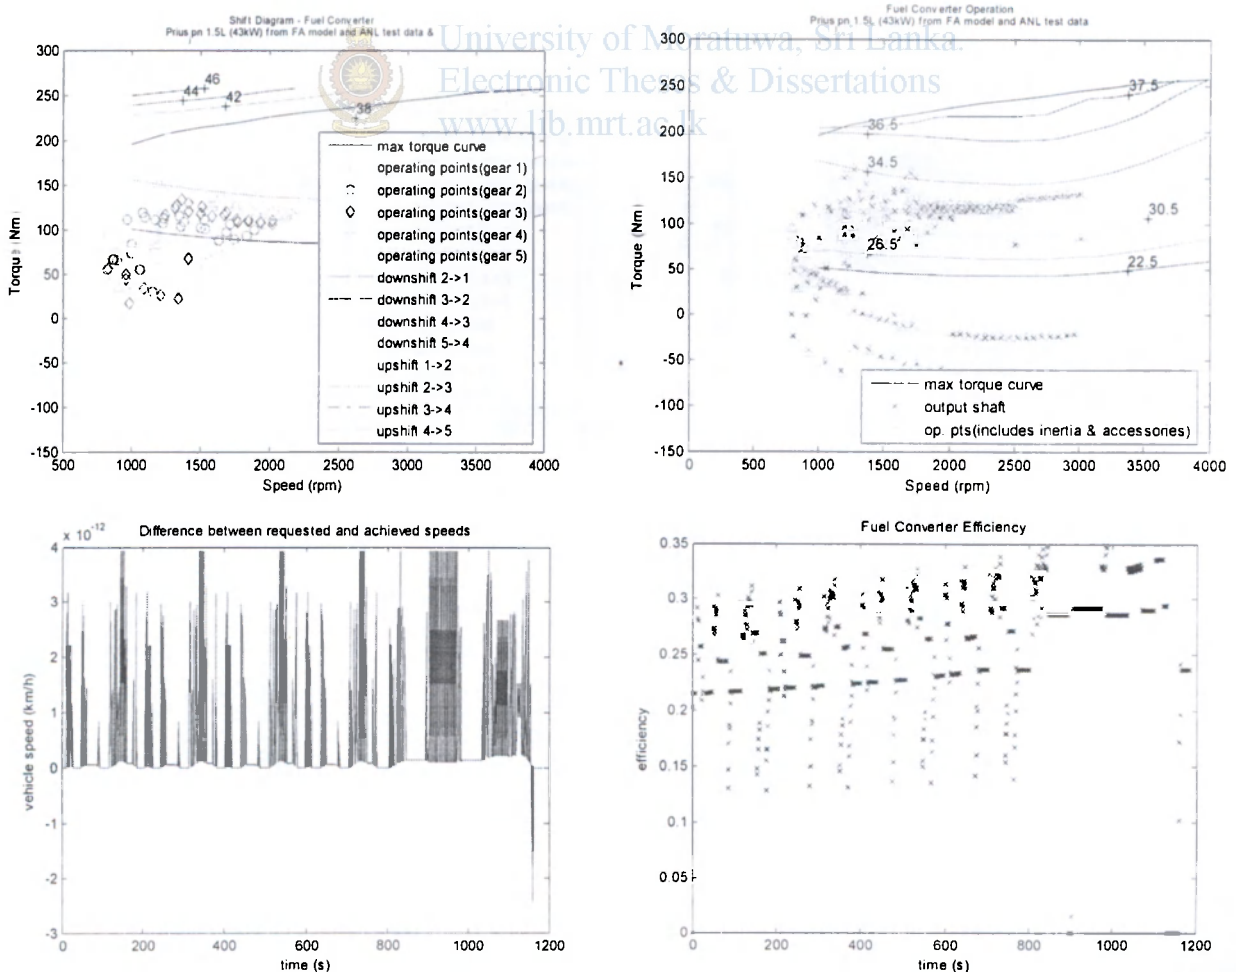 Shift Diagram - Fuel Converter
Prius pn 1.5L (43kW) from FA model and ANL test data &
300
250
200
150
100
50
0
-50
-100
-150
Torque (Nm)
46
44
42
38
max torque curve
operating points(gear 1)
operating points(gear 2)
operating points(gear 3)
operating points(gear 4)
operating points(gear 5)
downshift 2->1
downshift 3->2
downshift 4->3
downshift 5->4
upshift 1->2
upshift 2->3
upshift 3->4
upshift 4->5
500 1000 1500 2000 2500 3000 3500 4000
Speed (rpm)
University of Moratuwa, Sri Lanka.
Electronic Theses & Dissertations
www.lib.mrt.ac.lk
Fuel Converter Operation
Prius pn 1.5L (43kW) from FA model and ANL test data
300
250
200
150
100
50
0
-50
-100
-150
Torque (Nm)
37.5
36.5
34.5
30.5
26.5
22.5
max torque curve
output shaft
op. pts(includes inertia & accessories)
0 500 1000 1500 2000 2500 3000 3500 4000
Speed (rpm)
Difference between requested and achieved speeds
x 10-12
4
3
2
1
0
-1
-2
-3
vehicle speed (km/h)
0 200 400 600 800 1000 1200
time (s)
Fuel Converter Efficiency
0.35
0.3
0.25
0.2
0.15
0.1
0.05
0
efficiency
0 200 400 600 800 1000 1200
time (s)